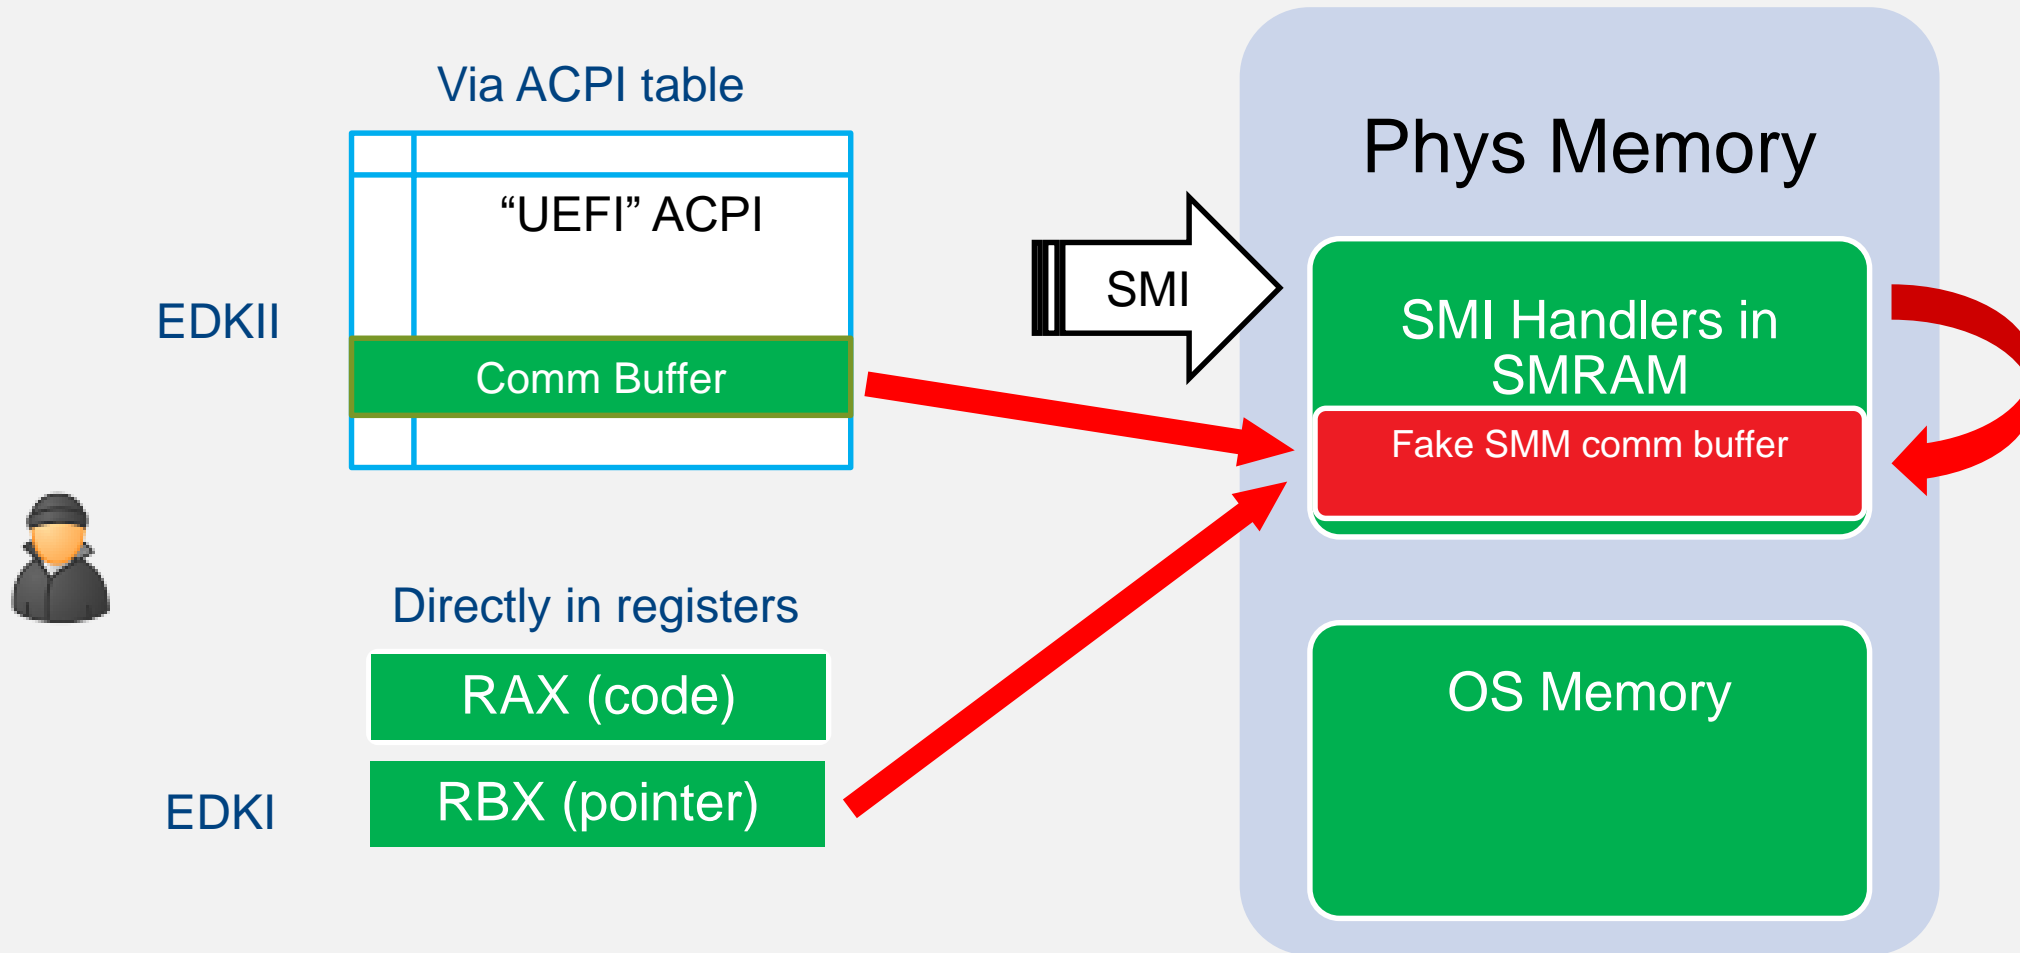 Via ACPI table
“UEFI” ACPI
EDKII
Comm Buffer
Directly in registers
RAX (code)
EDKI
RBX (pointer)
SMI
Phys Memory
SMI Handlers in
SMRAM
Fake SMM comm buffer
OS Memory